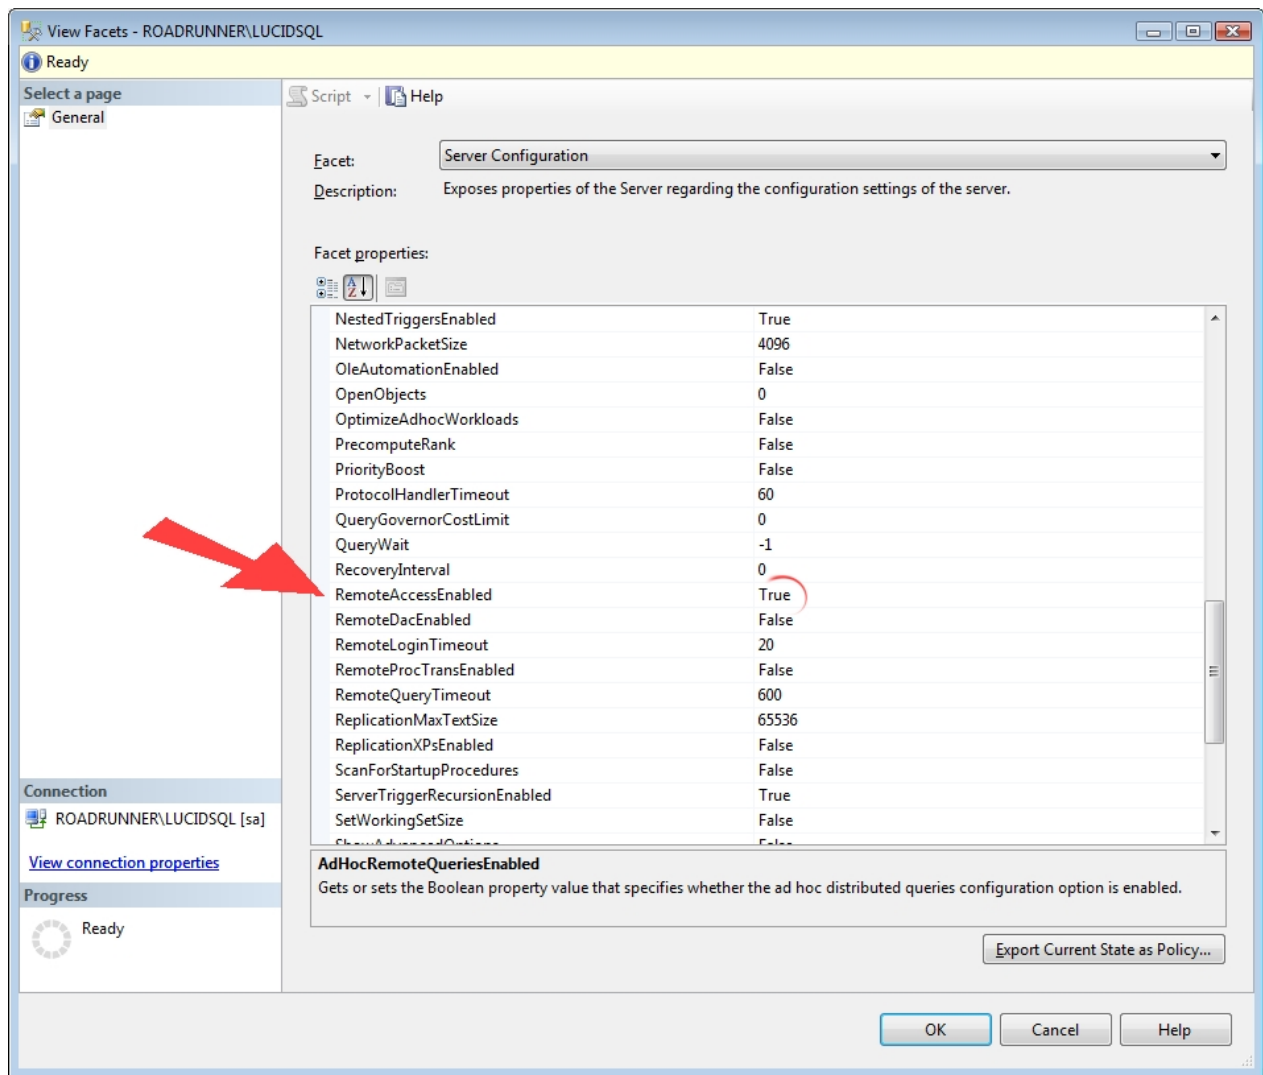 View Facets - ROADRUNNER\LUCIDSQL
Ready
Select a page
General
Script
Help
Facet:
Server Configuration
Description:
Exposes properties of the Server regarding the configuration settings of the server.
Facet properties:
NestedTriggersEnabled True
NetworkPacketSize 4096
OleAutomationEnabled False
OpenObjects 0
OptimizeAdhocWorkloads False
PrecomputeRank False
PriorityBoost False
ProtocolHandlerTimeout 60
QueryGovernorCostLimit 0
QueryWait -1
RecoveryInterval 0
RemoteAccessEnabled True
RemoteDacEnabled False
RemoteLoginTimeout 20
RemoteProcTransEnabled False
RemoteQueryTimeout 600
ReplicationMaxTextSize 65536
ReplicationXPsEnabled False
ScanForStartupProcedures False
ServerTriggerRecursionEnabled True
SetWorkingSetSize False
ShowAdvancedOptions False
AdHocRemoteQueriesEnabled
Gets or sets the Boolean property value that specifies whether the ad hoc distributed queries configuration option is enabled.
Connection
ROADRUNNER\LUCIDSQL [sa]
View connection properties
Progress
Ready
Export Current State as Policy...
OK
Cancel
Help